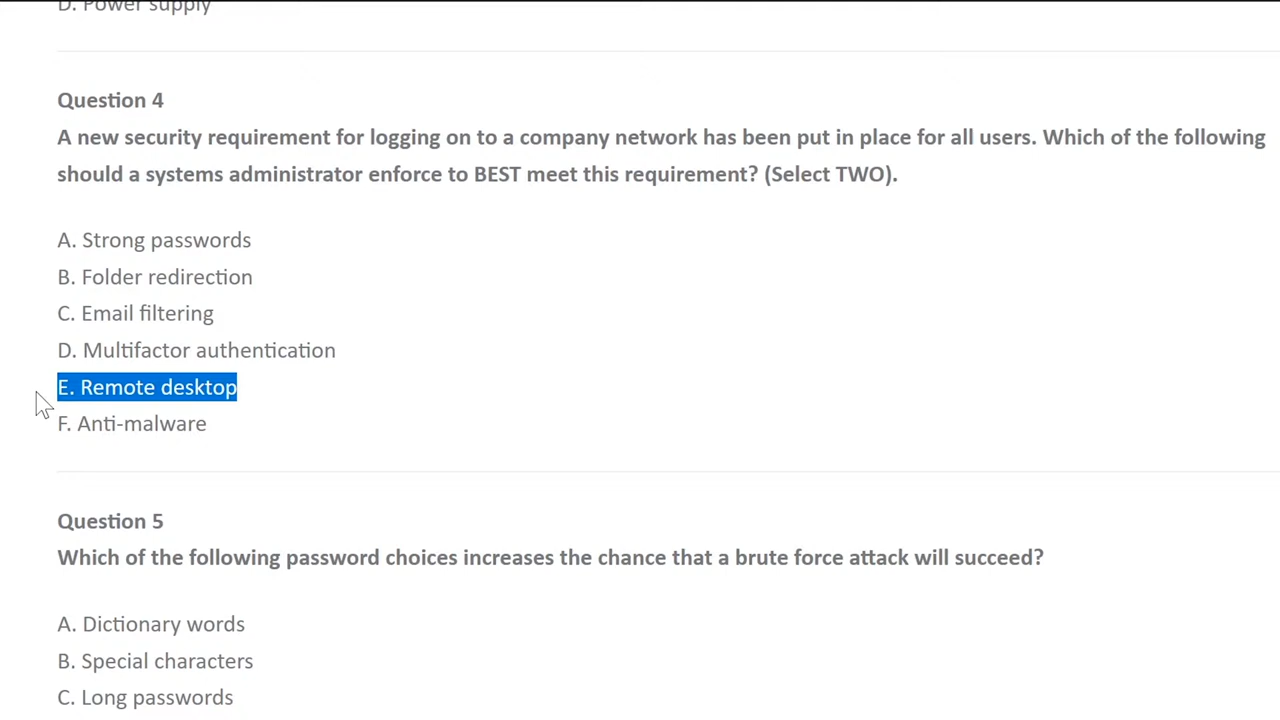 D. Power supply
Question 4
A new security requirement for logging on to a company network has been put in place for all users. Which of the following
should a systems administrator enforce to BEST meet this requirement? (Select TWO).
A. Strong passwords
B. Folder redirection
C. Email filtering
D. Multifactor authentication
E. Remote desktop
F. Anti-malware
Question 5
Which of the following password choices increases the chance that a brute force attack will succeed?
A. Dictionary words
B. Special characters
C. Long passwords